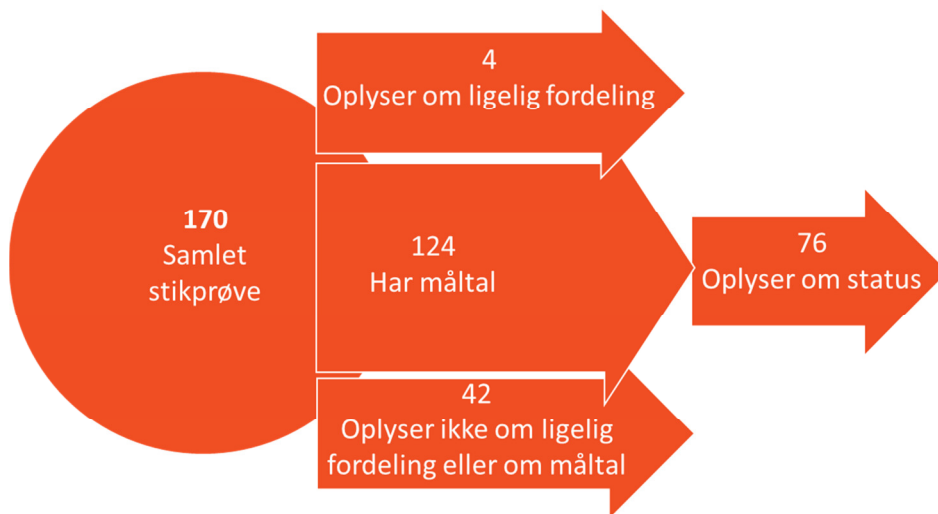 4
Oplyser om ligelig fordeling
170
Samlet
stikprøve
124
Har måltal
76
Oplyser om status
42
Oplyser ikke om ligelig
fordeling eller om måltal